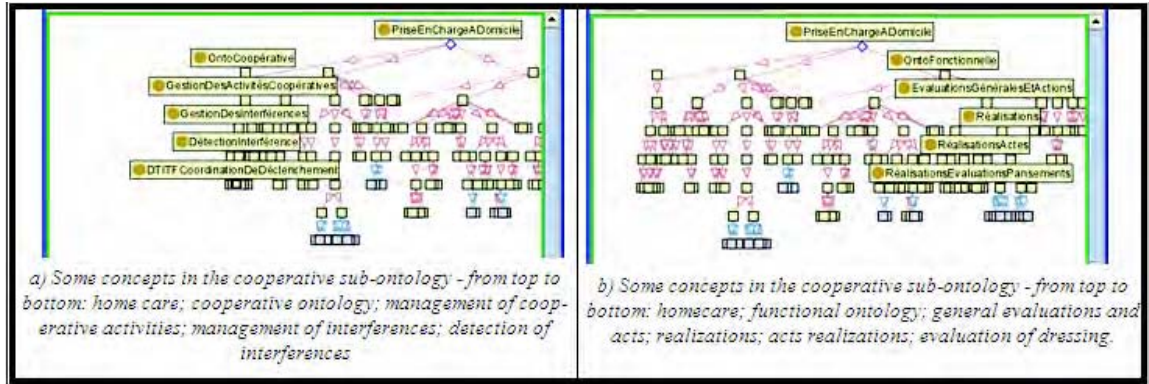 PriseEnChargeADomicile
OntoCoopérative
GestionDesActivitésCoopératives
GestionDesInterférences
DétectionInterférence
DTITFCoordinationDeDéclenchement
a) Some concepts in the cooperative sub-ontology - from top to
bottom: home care; cooperative ontology; management of coop-
erative activities; management of interferences; detection of
interferences
PriseEnChargeADomicile
OntoFonctionnelle
EvaluationsGénéralesEtActions
Réalisations
RéalisationsActes
RéalisationsEvaluationsPansements
b) Some concepts in the cooperative sub-ontology - from top to
bottom: homecare; functional ontology; general evaluations and
acts; realizations; acts realizations; evaluation of dressing.